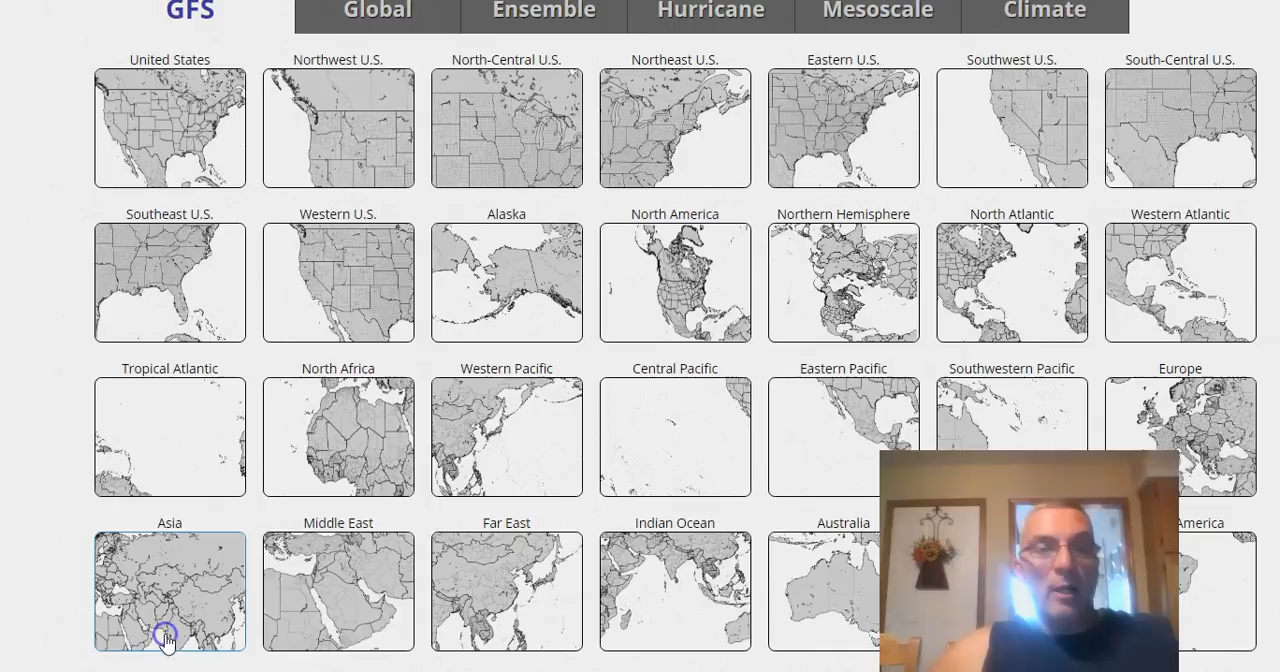 GFS Global Ensemble Hurricane Mesoscale Climate
United States Northwest U.S. North-Central U.S. Northeast U.S. Eastern U.S. Southwest U.S. South-Central U.S.
Southeast U.S. Western U.S. Alaska North America Northern Hemisphere North Atlantic Western Atlantic
Tropical Atlantic North Africa Western Pacific Central Pacific Eastern Pacific Southwestern Pacific Europe
Asia Middle East Far East Indian Ocean Australia America